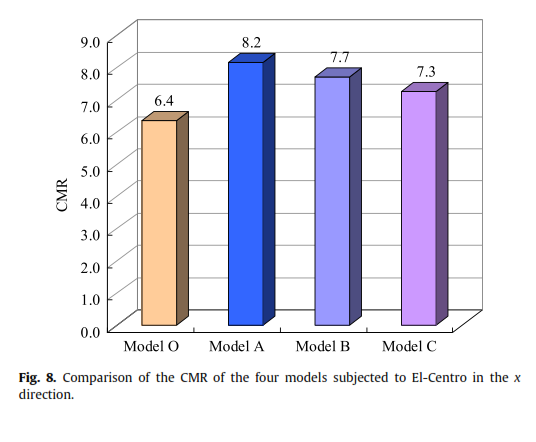 9.0
8.0
7.0
6.0
5.0
4.0
3.0
2.0
1.0
0.0
CMR
6.4
8.2
7.7
7.3
Model O
Model A
Model B
Model C
Fig. 8. Comparison of the CMR of the four models subjected to El-Centro in the x
direction.